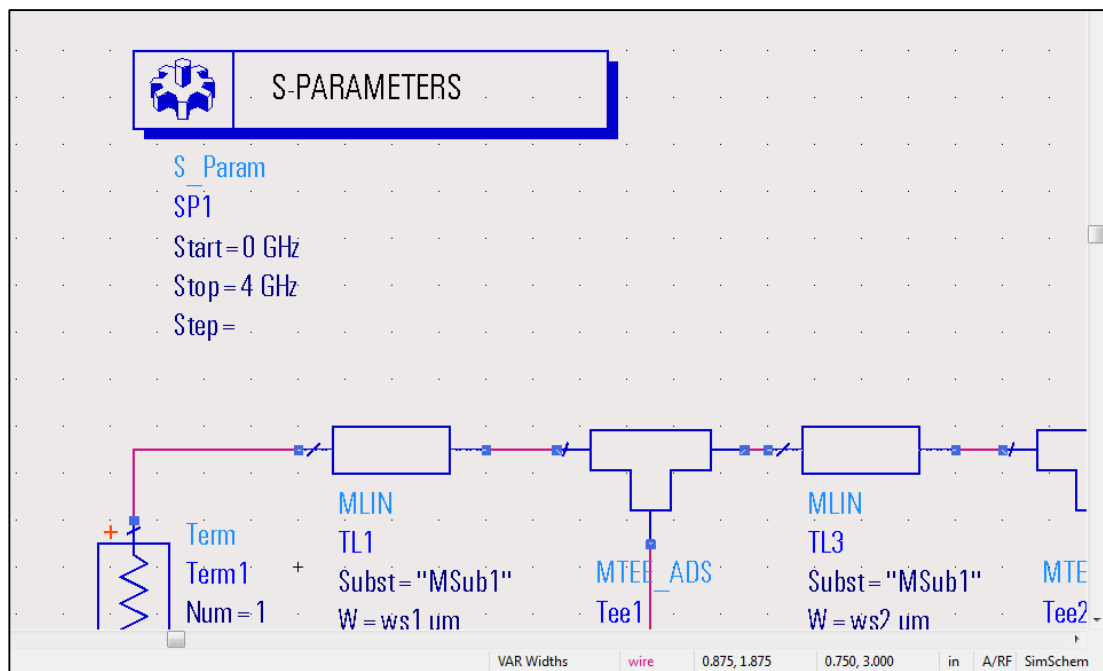 S-PARAMETERS
S_Param
SP1
Start=0 GHz
Stop=4 GHz
Step=
Term
Term1
Num=1
MLIN
TL1
Subst="MSub1"
W=ws1 um
MTEE_ADS
Tee1
MLIN
TL3
Subst="MSub1"
W=ws2 um
MTE
Tee2
VAR Widths wire 0.875, 1.875 0.750, 3.000 in A/RF SimSchem